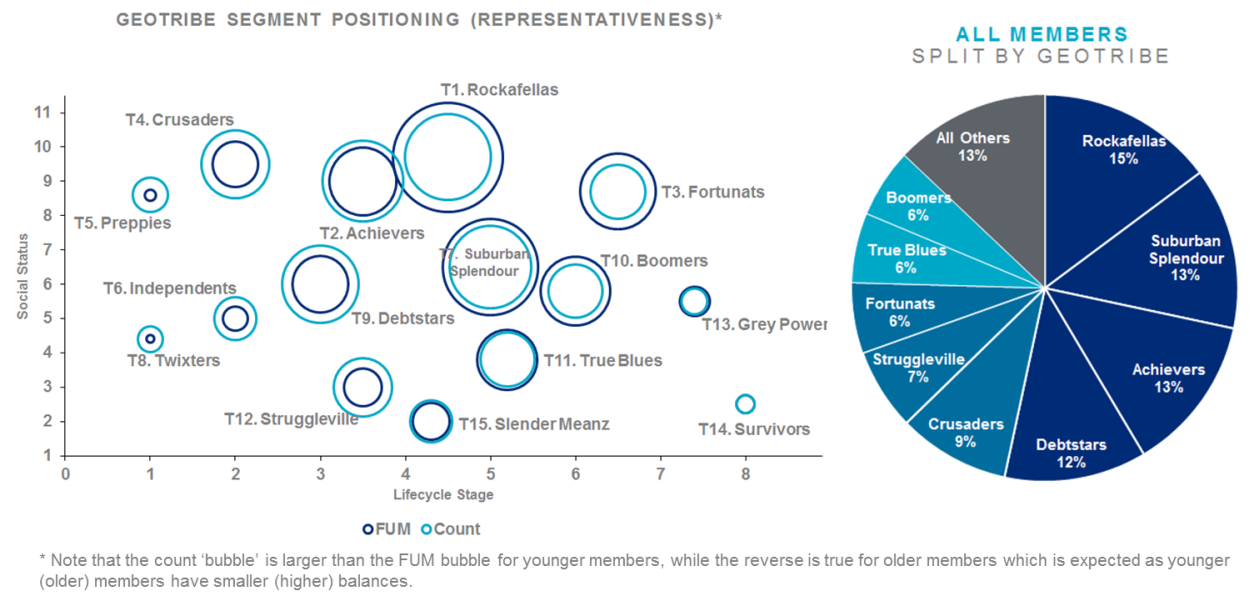 GEOTRIBE SEGMENT POSITIONING (REPRESENTATIVENESS)*
ALL MEMBERS
SPLIT BY GEOTRIBE
Social Status
11
10
9
8
7
6
5
4
3
2
1
T1. Rockafellas
T4. Crusaders
T3. Fortunats
T5. Preppies
T2. Achievers
T7. Suburban
Splendour
T10. Boomers
T6. Independents
T9. Debtstars
T13. Grey Power
T8. Twixters
T11. True Blues
T12. Struggleville
T15. Slender Meanz
T14. Survivors
0 1 2 3 4 5 6 7 8
Lifecycle Stage
FUM Count
All Others
13%
Rockafellas
15%
Boomers
6%
Suburban
Splendour
13%
True Blues
6%
Fortunats
6%
Struggleville
7%
Achievers
13%
Crusaders
9%
Debtstars
12%
* Note that the count ‘bubble’ is larger than the FUM bubble for younger members, while the reverse is true for older members which is expected as younger
(older) members have smaller (higher) balances.